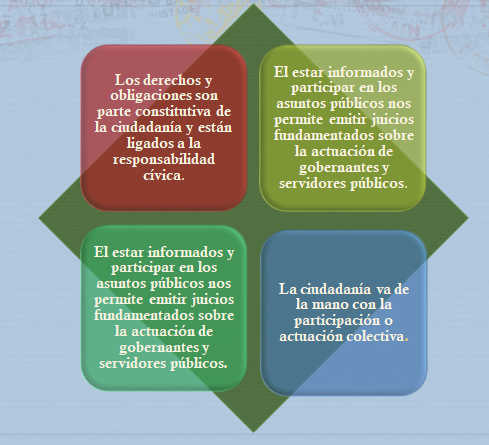 Los derechos y
obligaciones son
parte constitutiva de
la ciudadanía y están
ligados a la
responsabilidad
cívica.
El estar informados y
participar en los
asuntos públicos nos
permite emitir juicios
fundamentados sobre
la actuación de
gobernantes y
servidores públicos.
El estar informados y
participar en los
asuntos públicos nos
permite emitir juicios
fundamentados sobre
la actuación de
gobernantes y
servidores públicos.
La ciudadanía va de
la mano con la
participación o
actuación colectiva.